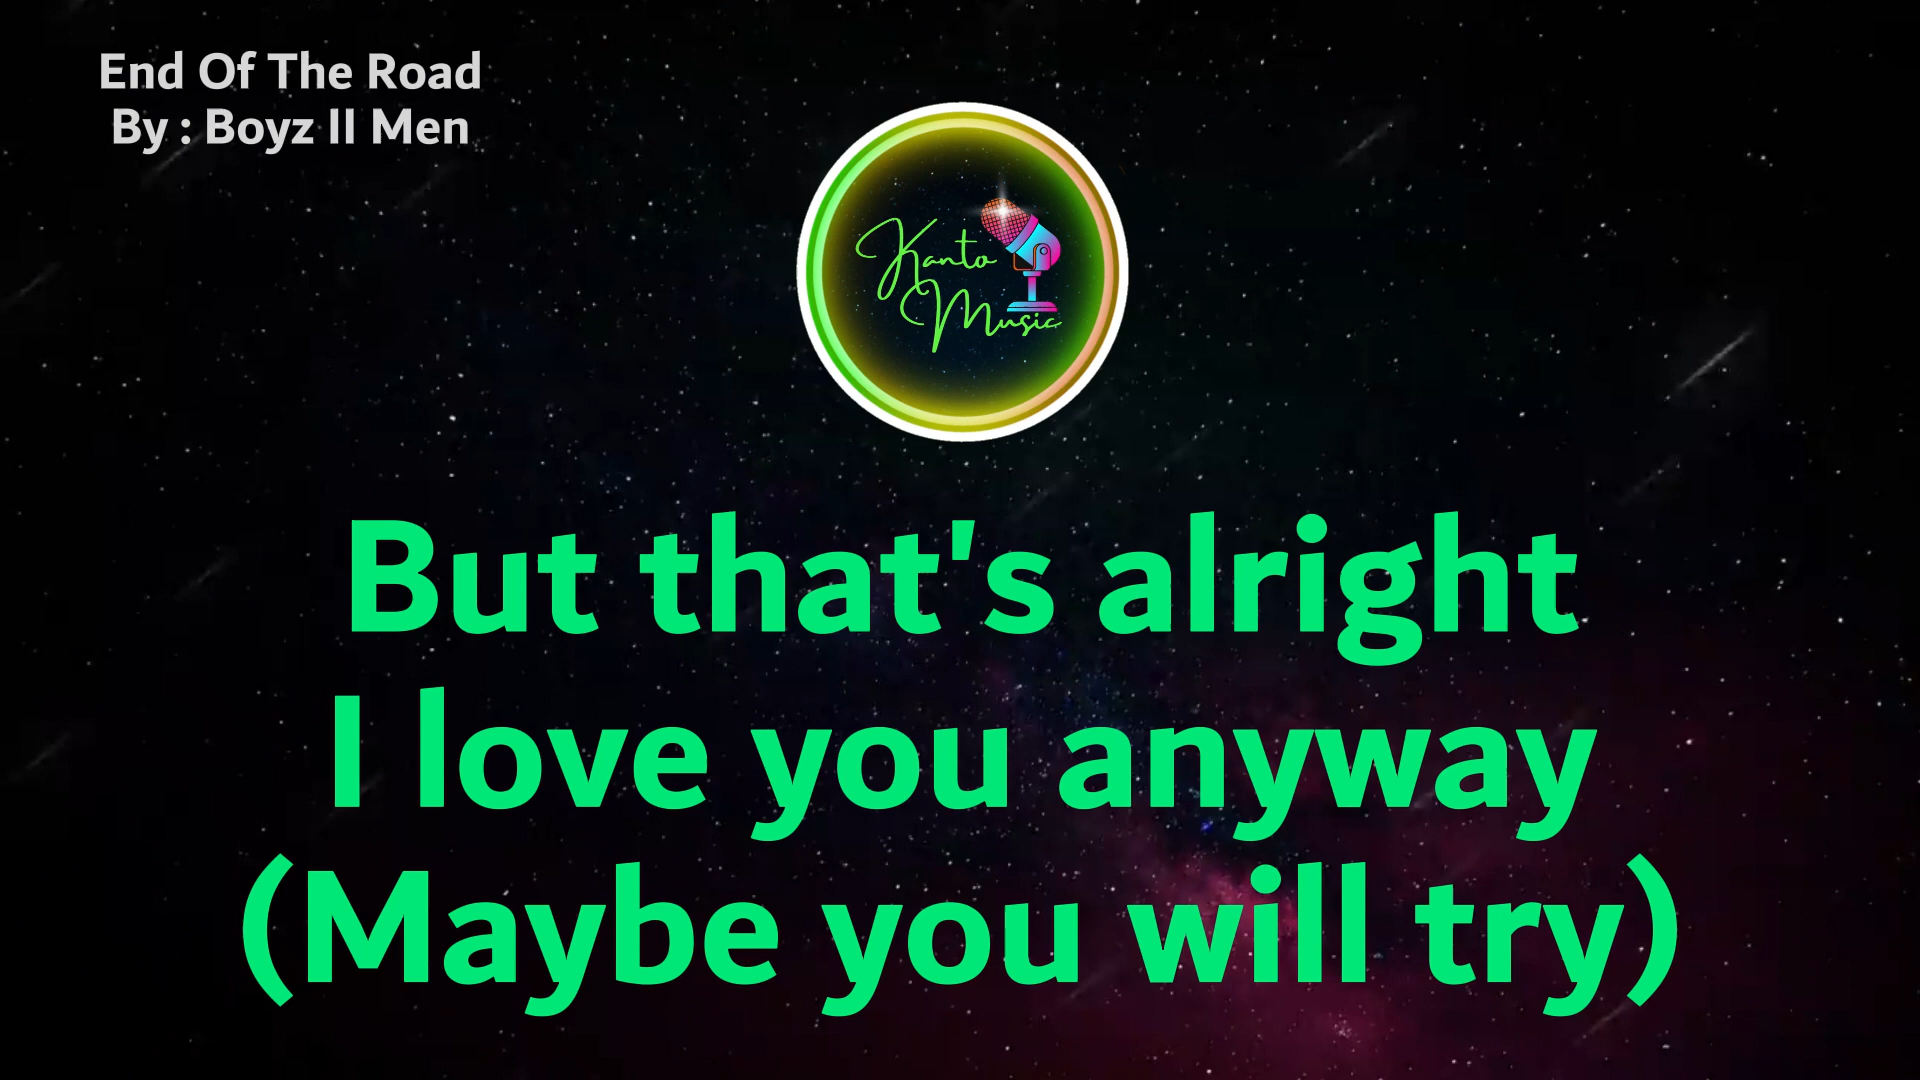 End Of The Road
By : Boyz II Men
Kanto
Music
But that's alright
I love you anyway
(Maybe you will try)